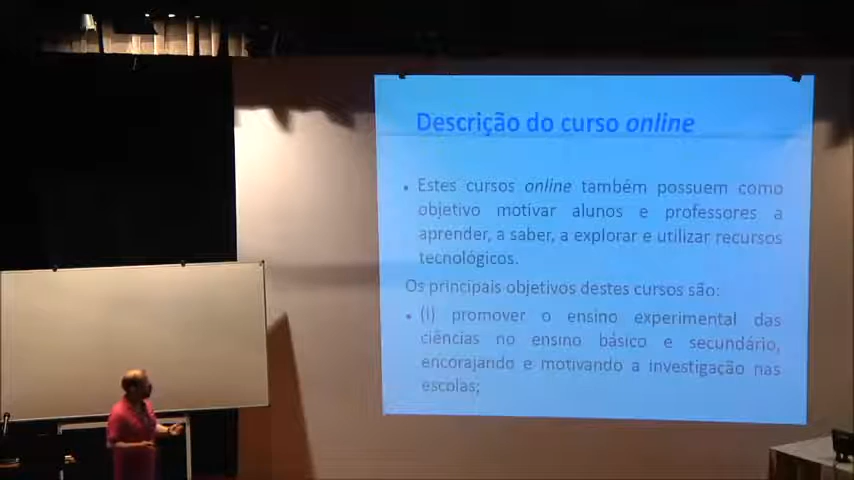 Descrição do curso online
• Estes cursos online também possuem como
objetivo motivar alunos e professores a
aprender, a saber, a explorar e utilizar recursos
tecnológicos.
Os principais objetivos destes cursos são:
• (I) promover o ensino experimental das
ciências no ensino básico e secundário,
encorajando e motivando a investigação nas
escolas;